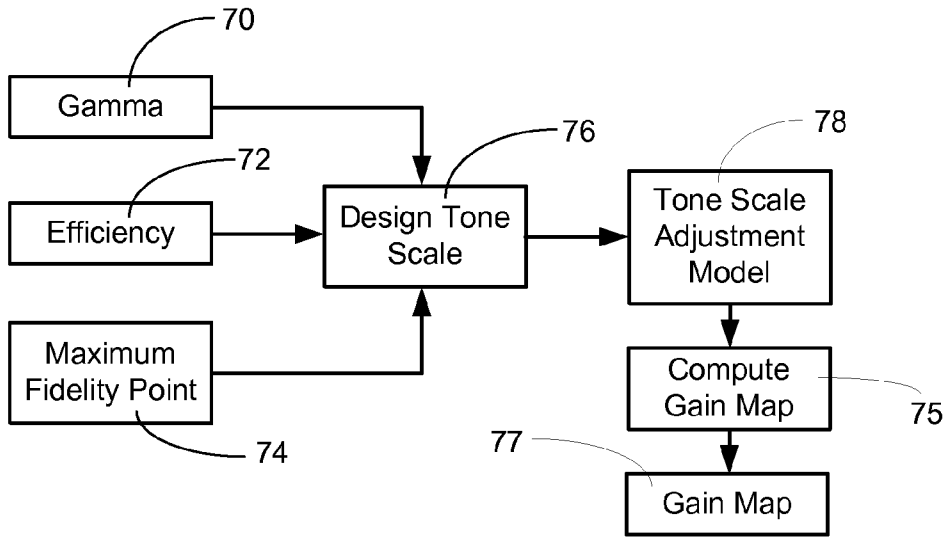 70
Gamma
72
Efficiency
Maximum
Fidelity Point
74
76
Design Tone
Scale
78
Tone Scale
Adjustment
Model
Compute
Gain Map
75
77
Gain Map